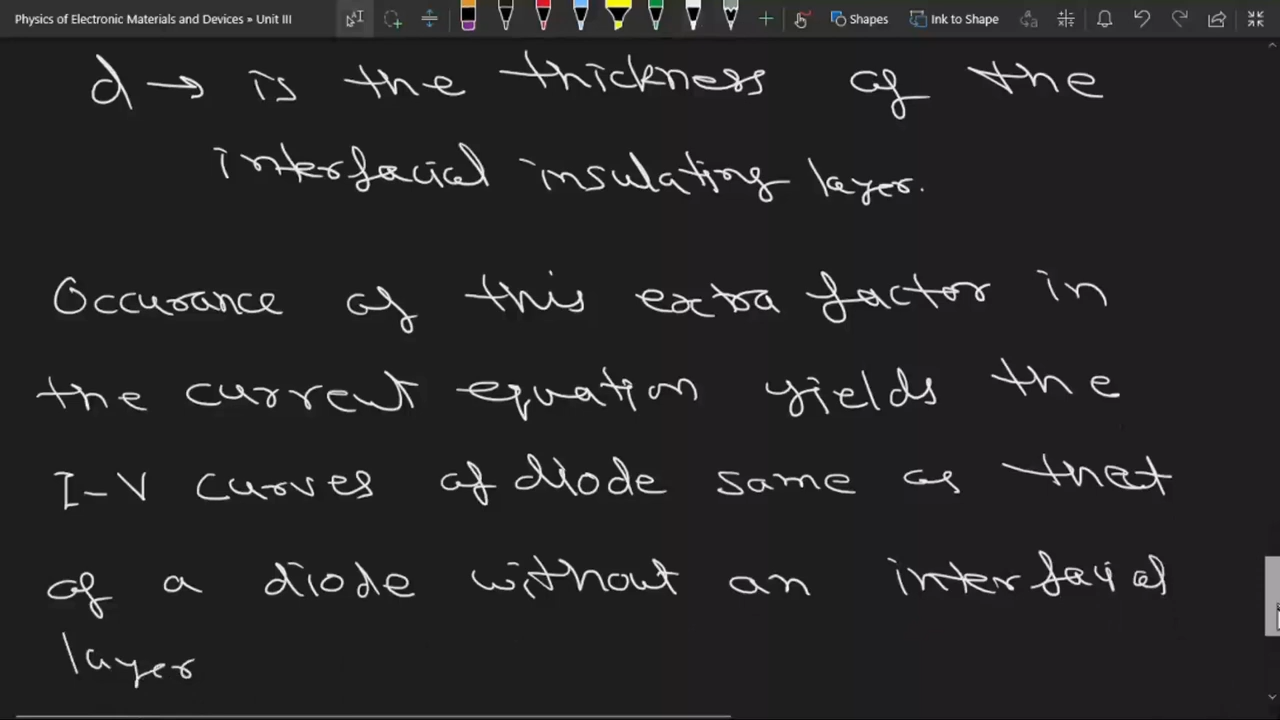 Physics of Electronic Materials and Devices » Unit III
Shapes
Ink to Shape
d → is the thickness of the
interfacial insulating layer.
Occurance of this extra factor in
the current equation yields the
I-V curves of diode same as that
of a diode without an interfacial
layer